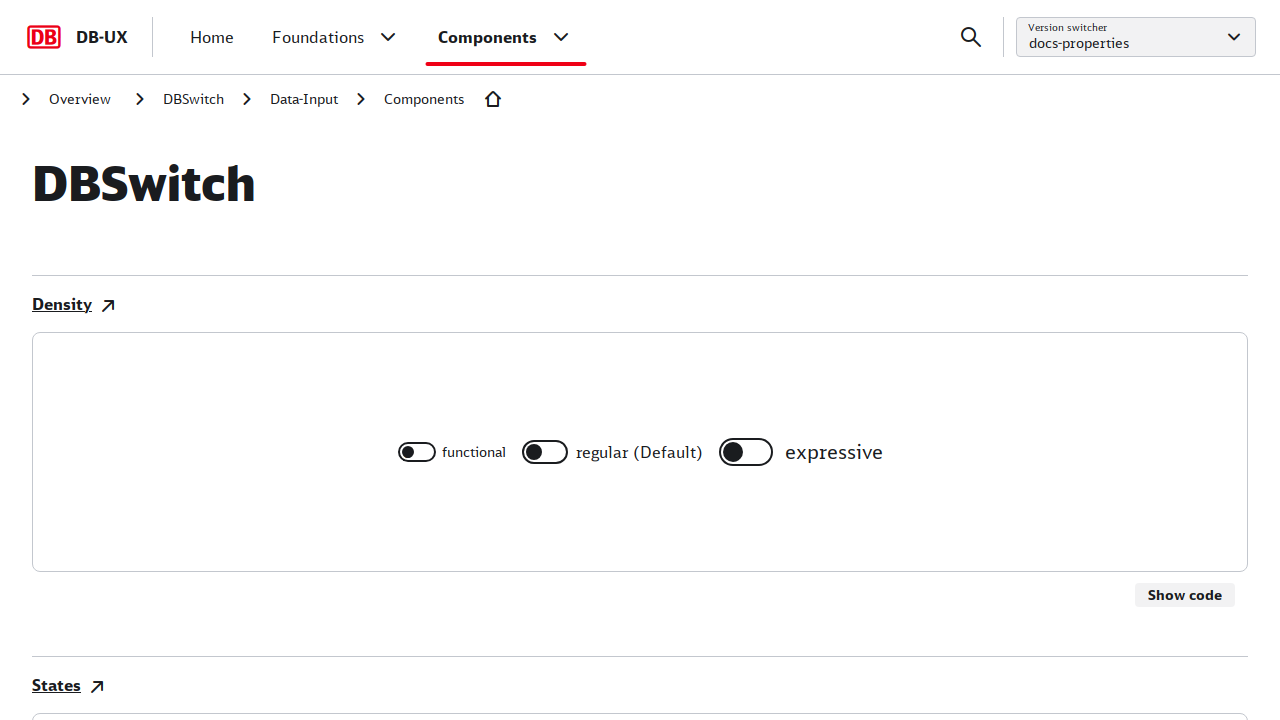 DB DB-UX Home Foundations Components Version switcher
docs-properties
Overview DBSwitch Data-Input Components
DBSwitch
Density
functional regular (Default) expressive
Show code
States